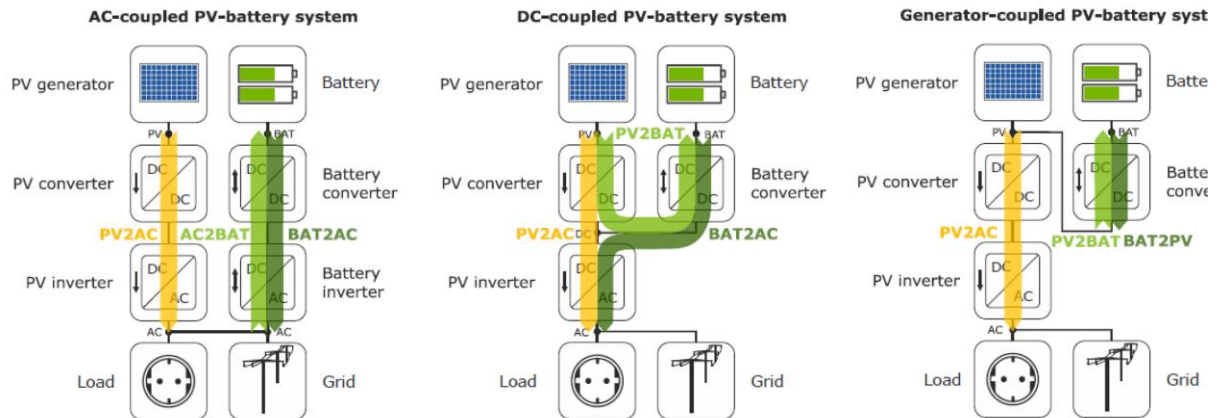 AC-coupled PV-battery system
PV generator
Battery
PV
BAT
DC
DC
DC
DC
PV converter
Battery
converter
PV2AC
AC2BAT
BAT2AC
DC
AC
DC
AC
PV inverter
Battery
inverter
AC
AC
Load
Grid
DC-coupled PV-battery system
PV generator
Battery
PV
PV2BAT
BAT
DC
DC
DC
DC
PV converter
Battery
converter
PV2AC
DC
BAT2AC
DC
AC
PV inverter
AC
Load
Grid
Generator-coupled PV-battery syst
PV generator
Batte
PV
BAT
DC
DC
DC
DC
PV converter
Batte
conve
PV2AC
PV2BAT
BAT2PV
DC
AC
PV inverter
AC
Load
Grid